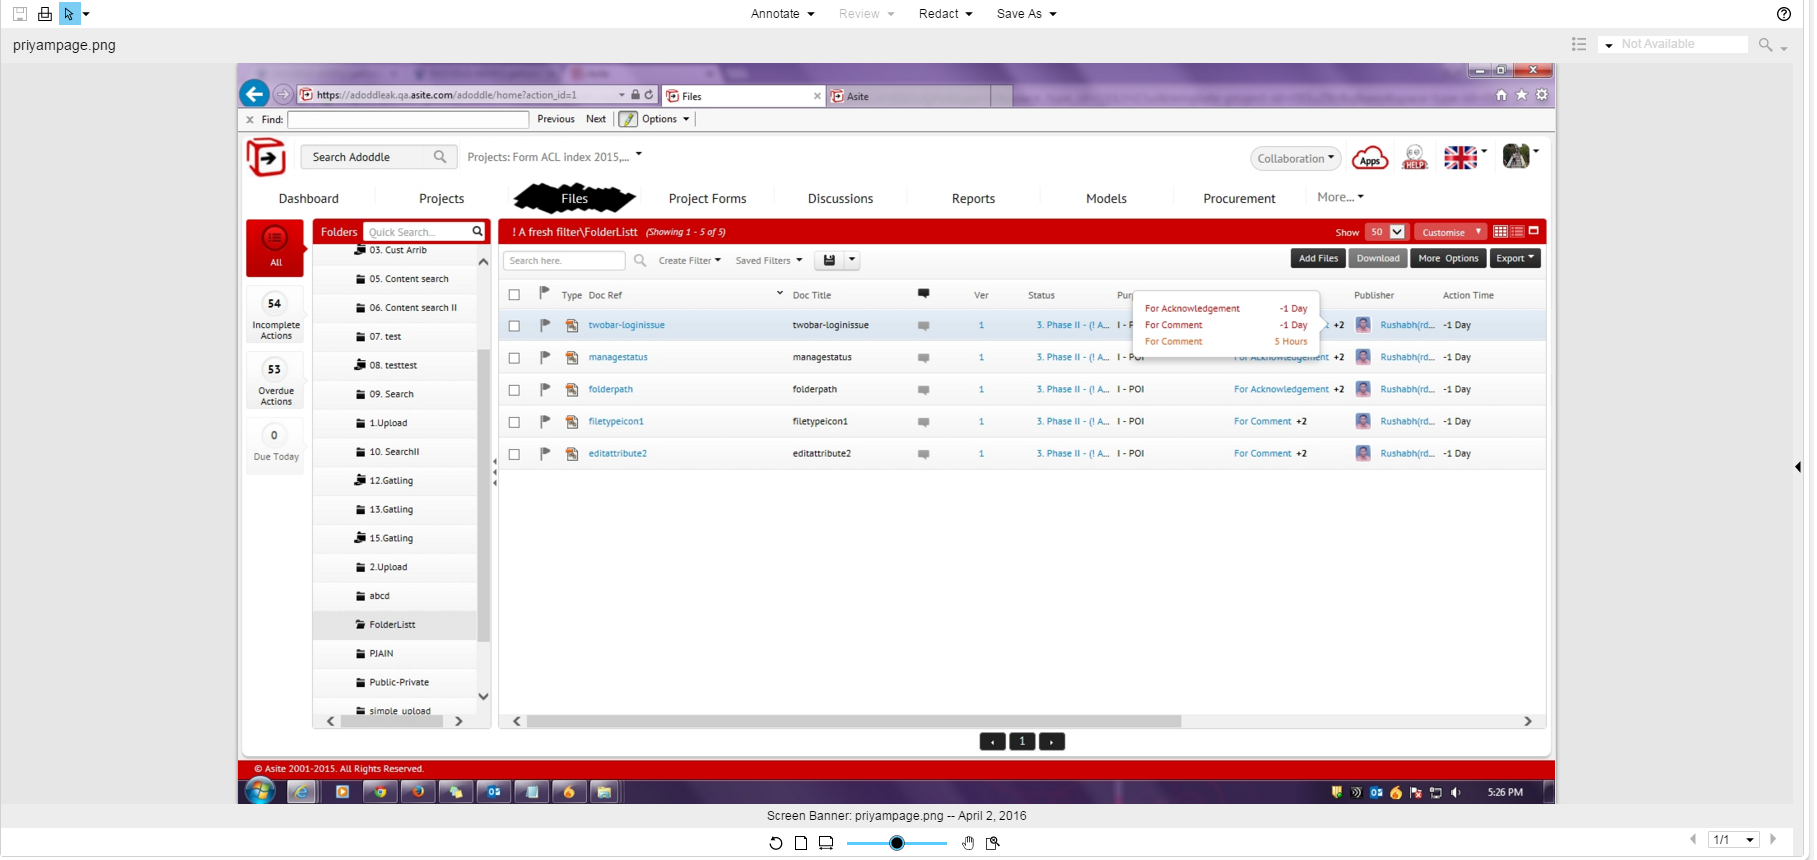 Annotate Review Redact Save As
priyampage.png Not Available
https://adoddleak.qa.asite.com/adoddle/home?action_id=1 Files Asite
Find: Previous Next Options
Search Adoddle Projects: Form ACL index 2015,... Collaboration Apps HELP
Dashboard Projects Files Project Forms Discussions Reports Models Procurement More...
All
54
Incomplete
Actions
53
Overdue
Actions
0
Due Today
Folders Quick Search...
03. Cust Arrib
05. Content search
06. Content search II
07. test
08. testtest
09. Search
1.Upload
10. SearchII
12.Gatling
13.Gatling
15.Gatling
2.Upload
abcd
FolderListt
PJAIN
Public-Private
simple_upload
! A fresh filter\FolderListt (Showing 1 - 5 of 5) Show 50 Customise
Search here. Create Filter Saved Filters Add Files Download More Options Export
Type Doc Ref Doc Title Ver Status Publisher Action Time
For Acknowledgement -1 Day
For Comment -1 Day
For Comment 5 Hours
twobar-loginissue twobar-loginissue 1 3. Phase II - (! A... +2 Rushabh(rd... -1 Day
managestatus managestatus 1 3. Phase II - (! A... I - POI For Acknowledgement +2 Rushabh(rd... -1 Day
folderpath folderpath 1 3. Phase II - (! A... I - POI For Acknowledgement +2 Rushabh(rd... -1 Day
filetypeicon1 filetypeicon1 1 3. Phase II - (! A... I - POI For Comment +2 Rushabh(rd... -1 Day
editattribute2 editattribute2 1 3. Phase II - (! A... I - POI For Comment +2 Rushabh(rd... -1 Day
1
© Asite 2001-2015. All Rights Reserved.
5:26 PM
Screen Banner: priyampage.png -- April 2, 2016
1/1